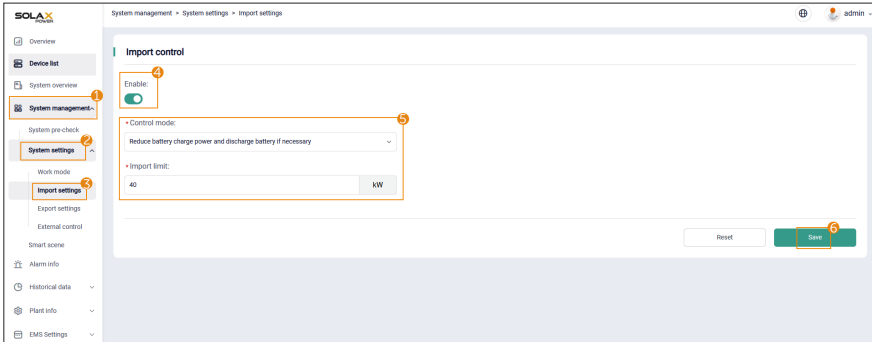 SOLAX
POWER
System management > System settings > Import settings
admin
Overview
Device list
System overview
1
System management
System pre-check
2
System settings
Work mode
3
Import settings
Export settings
External control
Smart scene
Alarm info
Historical data
Plant info
EMS Settings
Import control
4
Enable:
5
* Control mode:
Reduce battery charge power and discharge battery if necessary
* Import limit:
40 kW
Reset
6
Save